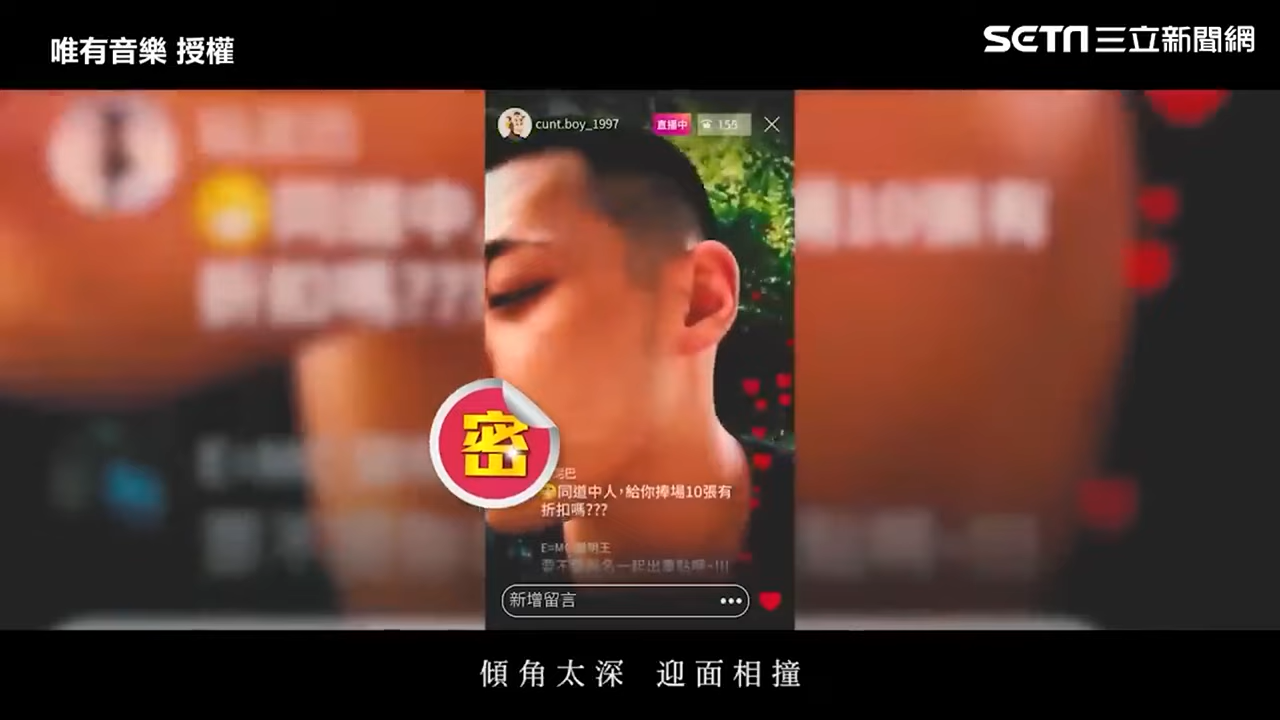 唯有音樂 授權
SETN三立新聞網
cunt.boy_1997
直播中
155
密
同道中人,給你捧場10張有
折扣嗎???
新增留言
傾角太深 迎面相撞